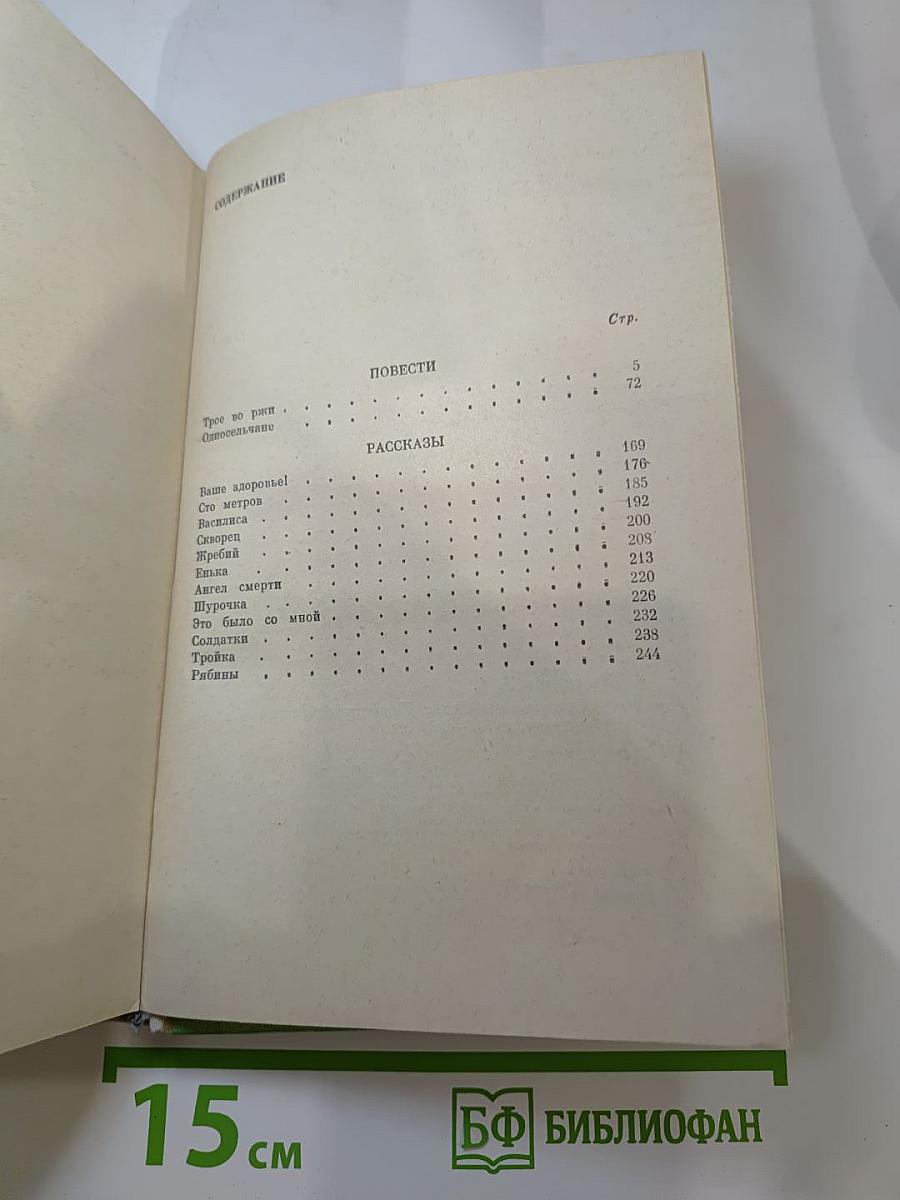 СОДЕРЖАНИЕ
Стр.
ПОВЕСТИ
Трое во ржи . . . . . . . . . . . . . . 5
Односельчане . . . . . . . . . . . . . 72
РАССКАЗЫ
Ваше здоровье! . . . . . . . . . . . . . 169
Сто метров . . . . . . . . . . . . . . 176
Василиса . . . . . . . . . . . . . . . 185
Скворец . . . . . . . . . . . . . . . 192
Жребий . . . . . . . . . . . . . . . 200
Енька . . . . . . . . . . . . . . . 208
Ангел смерти . . . . . . . . . . . . . 213
Шурочка . . . . . . . . . . . . . . . 220
Это было со мной . . . . . . . . . . . . 226
Солдатки . . . . . . . . . . . . . . . 232
Тройка . . . . . . . . . . . . . . . 238
Рябины . . . . . . . . . . . . . . . 244
15 см
БФ БИБЛИОФАН